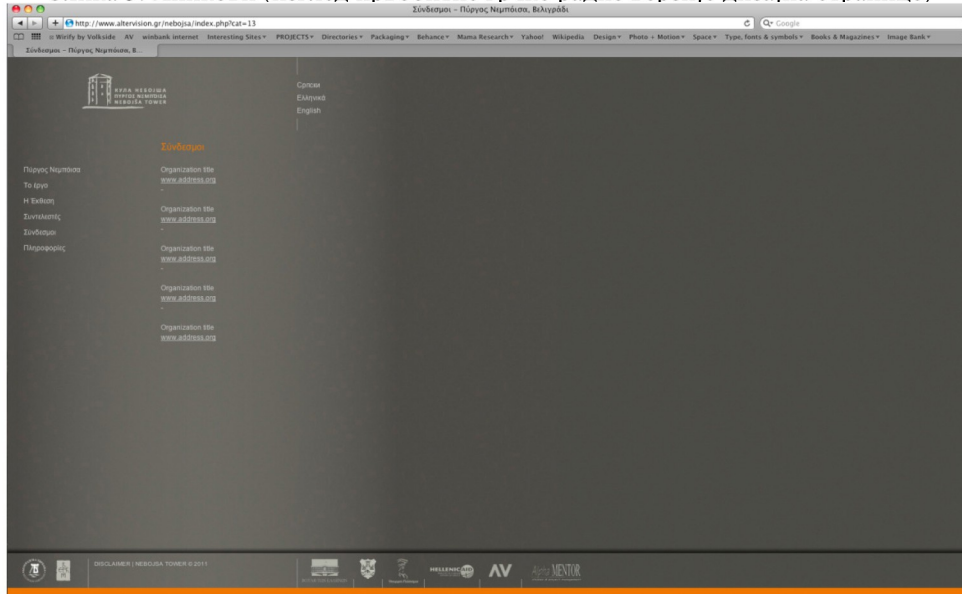 Σύνδεσμοι – Πύργος Νεμπόισα, Βελιγράδι
http://www.altervision.gr/nebojsa/index.php?cat=13
Google
Wirify by Volkside AV winbank internet Interesting Sites PROJECTS Directories Packaging Behance Mama Research Yahoo! Wikipedia Design Photo + Motion Space Type, fonts & symbols Books & Magazines Image Bank
Σύνδεσμοι – Πύργος Νεμπόισα, Β...
КУЛА НЕБОЈША
ΠΥΡΓΟΣ ΝΕΜΠΟΪΣΑ
NEBOJŠA TOWER
Српски
Ελληνικά
English
Σύνδεσμοι
Πύργος Νεμπόισα
Το έργο
Η Έκθεση
Συντελεστές
Σύνδεσμοι
Πληροφορίες
Organization title
www.address.org
-
Organization title
www.address.org
-
Organization title
www.address.org
-
Organization title
www.address.org
-
Organization title
www.address.org
DISCLAIMER | NEBOJSA TOWER © 2011
HELLENIC
AV
Alpha MENTOR